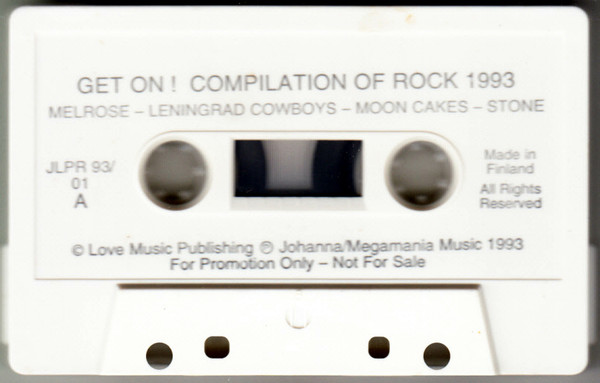 GET ON ! COMPILATION OF ROCK 1993
MELROSE – LENINGRAD COWBOYS – MOON CAKES – STONE
JLPR 93/
01
A
Made in
Finland
All Rights
Reserved
© Love Music Publishing ℗ Johanna/Megamania Music 1993
For Promotion Only – Not For Sale